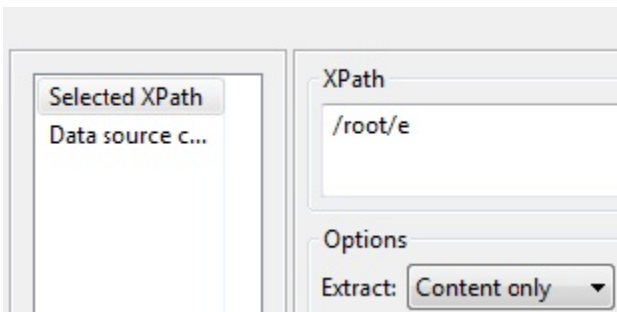 Selected XPath
Data source c...
XPath
/root/e
Options
Extract: Content only